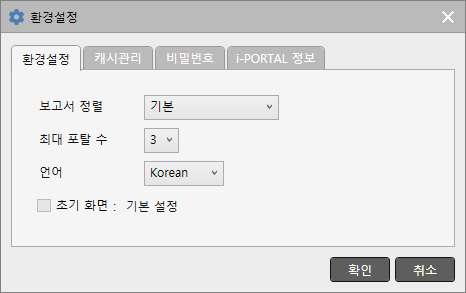 환경설정
환경설정 캐시관리 비밀번호 i-PORTAL 정보
보고서 정렬 기본
최대 포탈 수 3
언어 Korean
초기 화면 : 기본 설정
확인 취소